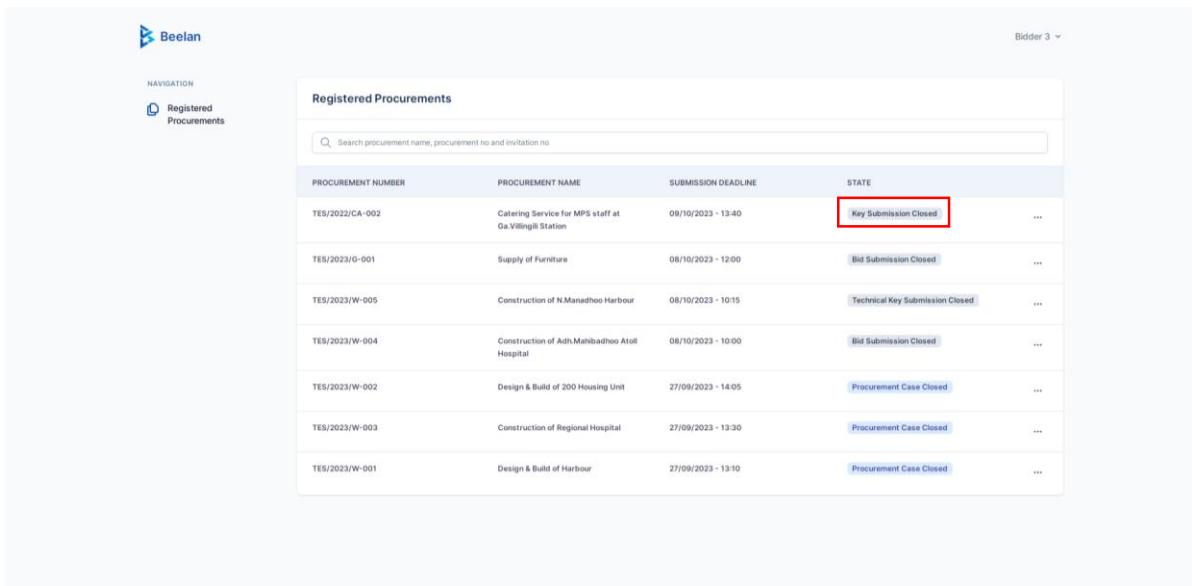 Beelan
Bidder 3
NAVIGATION
Registered
Procurements
Registered Procurements
Search procurement name, procurement no and invitation no
PROCUREMENT NUMBER PROCUREMENT NAME SUBMISSION DEADLINE STATE
TES/2022/CA-002 Catering Service for MPS staff at 09/10/2023 - 13:40 Key Submission Closed ...
Ga.Villingili Station
TES/2023/G-001 Supply of Furniture 08/10/2023 - 12:00 Bid Submission Closed ...
TES/2023/W-005 Construction of N.Manadhoo Harbour 08/10/2023 - 10:15 Technical Key Submission Closed ...
TES/2023/W-004 Construction of Adh.Mahibadhoo Atoll 08/10/2023 - 10:00 Bid Submission Closed ...
Hospital
TES/2023/W-002 Design & Build of 200 Housing Unit 27/09/2023 - 14:05 Procurement Case Closed ...
TES/2023/W-003 Construction of Regional Hospital 27/09/2023 - 13:30 Procurement Case Closed ...
TES/2023/W-001 Design & Build of Harbour 27/09/2023 - 13:10 Procurement Case Closed ...